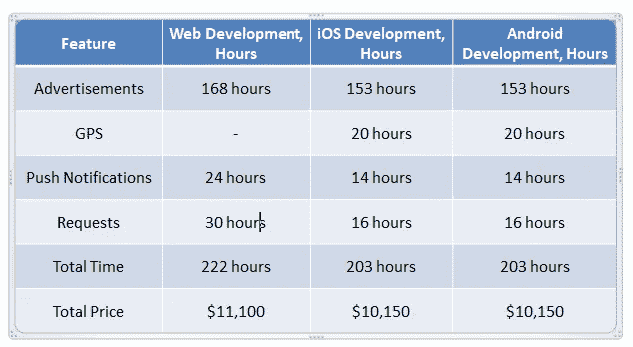 Feature Web Development, Hours iOS Development, Hours Android Development, Hours
Advertisements 168 hours 153 hours 153 hours
GPS - 20 hours 20 hours
Push Notifications 24 hours 14 hours 14 hours
Requests 30 hours 16 hours 16 hours
Total Time 222 hours 203 hours 203 hours
Total Price $11,100 $10,150 $10,150